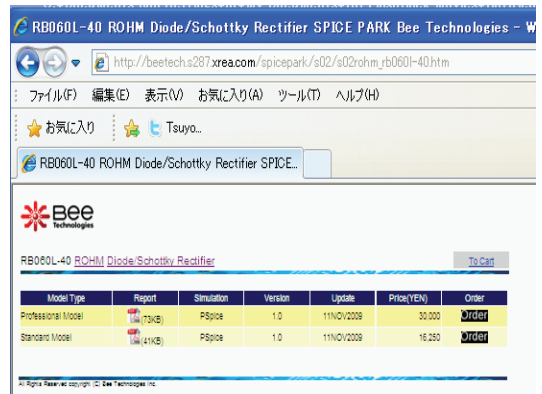 RB060L-40 ROHM Diode/Schottky Rectifier SPICE PARK Bee Technologies - W
http://beetech.s287.xrea.com/spicepark/s02/s02rohm_rb060l-40.htm
ファイル(F) 編集(E) 表示(V) お気に入り(A) ツール(T) ヘルプ(H)
お気に入り Tsuyo...
RB060L-40 ROHM Diode/Schottky Rectifier SPICE...
Bee
Technologies
RB060L-40 ROHM Diode/Schottky Rectifier To Cart
Model Type Report Simulation Version Update Price(YEN) Order
Professional Model (73KB) PSpice 1.0 11NOV2009 30,000 Order
Standard Model (41KB) PSpice 1.0 11NOV2009 16,250 Order
All Rights Reserved copyright (C) Bee Technologies Inc.